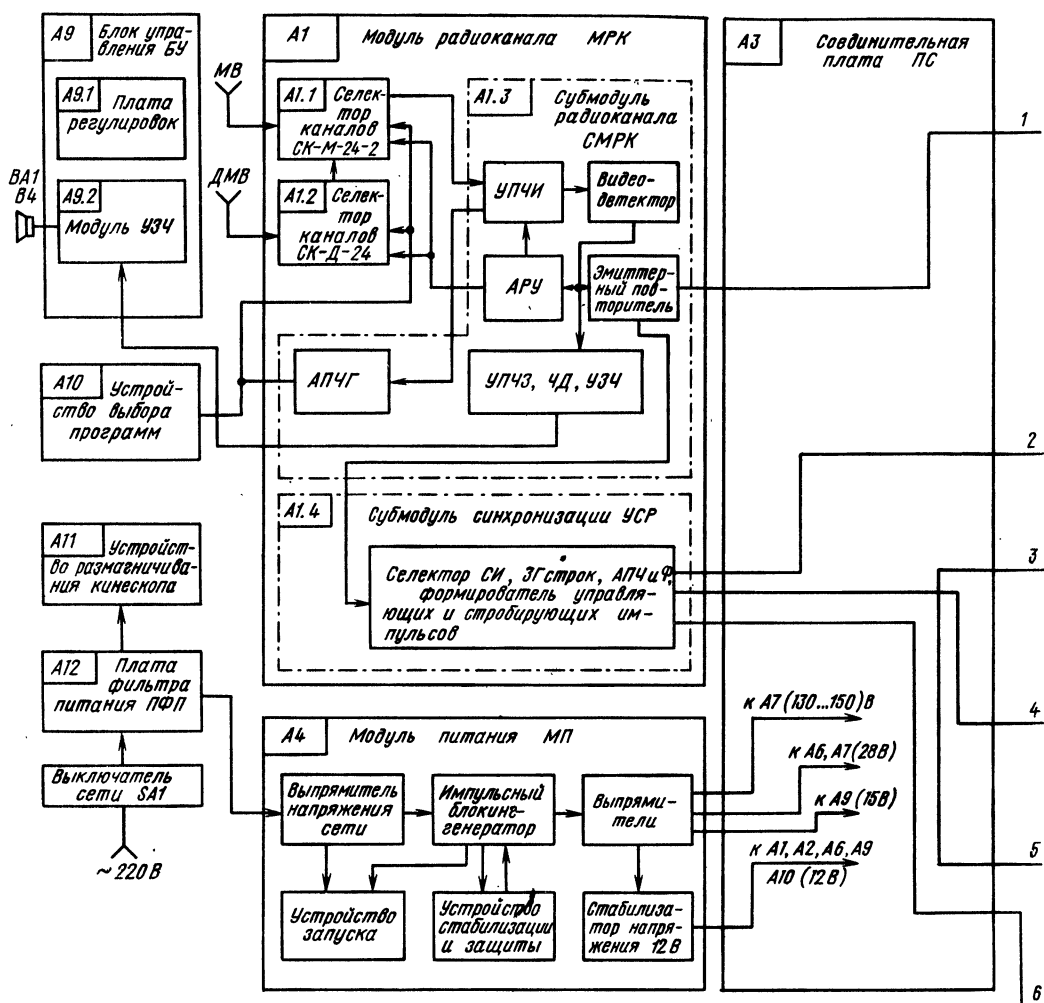 А9
Блок упра-
вления БУ
А9.1
Плата
регулировок
ВА1
В4
А9.2
Модуль УЗЧ
А10
Устрой-
ство выбора
программ
А11
Устройст-
во размагничива-
ния кинескопа
А12
Плата
фильтра
питания ПФП
Выключатель
сети SA1
~ 220 В
МВ
ДМВ
А1
Модуль радиоканала МРК
А1.1
Селек-
тор
каналов
СК-М-24-2
А1.2
Селек-
тор
каналов
СК-Д-24
А1.3
Субмодуль
радиоканала
СМРК
УПЧИ
Видео-
детектор
АРУ
Эмиттер-
ный пов-
торитель
АПЧГ
УПЧЗ, ЧД, УЗЧ
А1.4
Субмодуль синхронизации УСР
Селектор СИ, ЗГ строк, АПЧиФ,
формирователь управля-
ющих и стробирующих им-
пульсов
А4
Модуль питания МП
Выпрямитель
напряжения
сети
Импульсный
блокинг-
генератор
Выпрями-
тели
Устройство
запуска
Устройство
стабилизации
и защиты
Стабилиза-
тор напря-
жения 12 В
А3
Соединительная
плата ПС
к А7 (130...150) В
к А6, А7 (28 В)
к А9 (15 В)
к А1, А2, А6, А9
А10 (12 В)
1
2
3
4
5
6